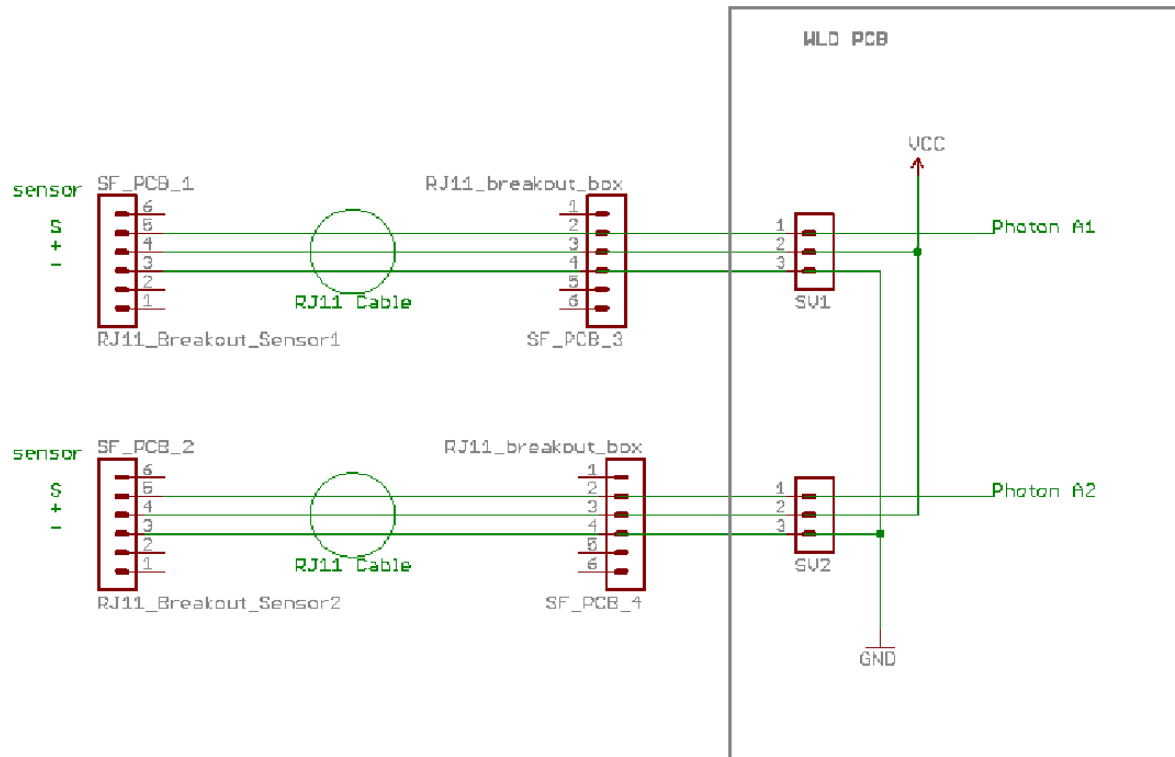 WLD PCB
VCC
sensor
SF_PCB_1
RJ11_breakout_box
S
+
-
6
5
4
3
2
1
1
2
3
4
5
6
1
2
3
Photon A1
RJ11 Cable
SV1
RJ11_Breakout_Sensor1
SF_PCB_3
sensor
SF_PCB_2
RJ11_breakout_box
S
+
-
6
5
4
3
2
1
1
2
3
4
5
6
1
2
3
Photon A2
RJ11 Cable
SV2
RJ11_Breakout_Sensor2
SF_PCB_4
GND